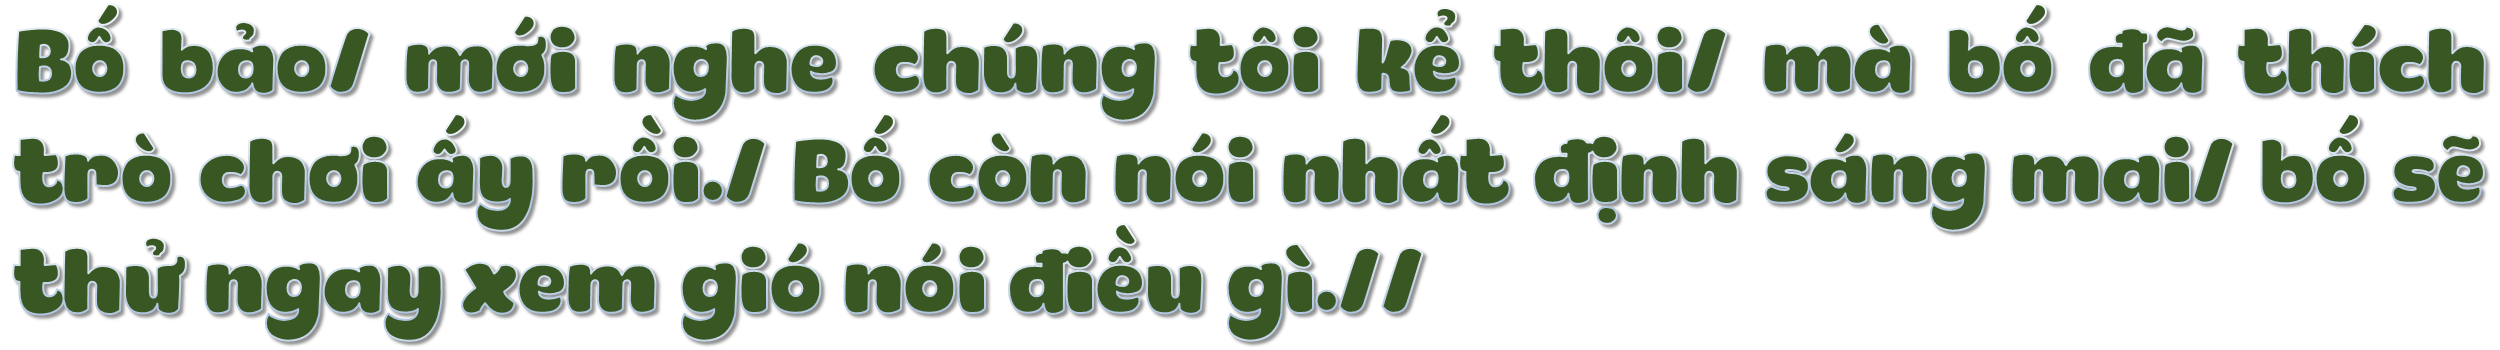 Bố bảo/ mới nghe chúng tôi kể thôi/ mà bố đã thích
trò chơi ấy rồi./ Bố còn nói nhất định sáng mai/ bố sẽ
thử ngay xem gió nói điều gì.//